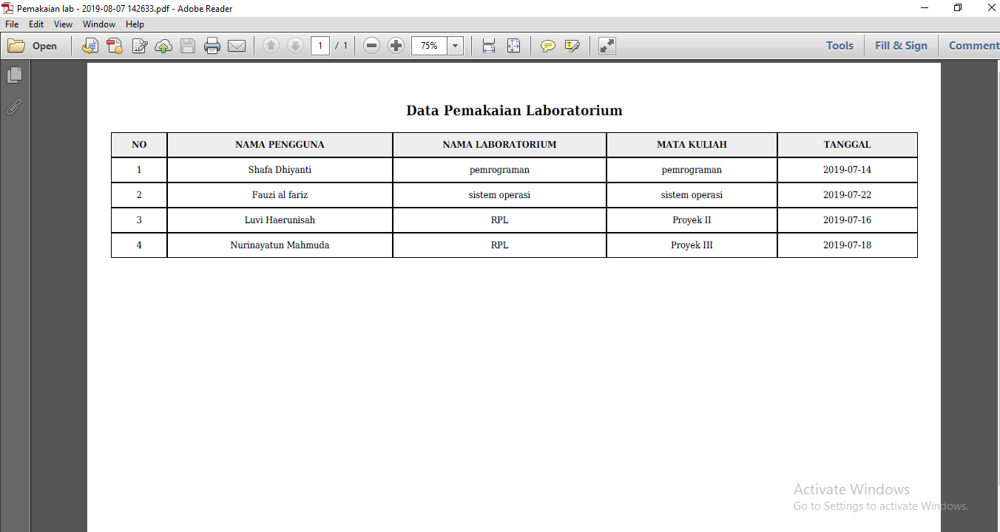 Pemakaian lab - 2019-08-07 142633.pdf - Adobe Reader
File Edit View Window Help
Open 1 / 1 75% Tools Fill & Sign Comment
Data Pemakaian Laboratorium
NO NAMA PENGGUNA NAMA LABORATORIUM MATA KULIAH TANGGAL
1 Shafa Dhiyanti pemrograman pemrograman 2019-07-14
2 Fauzi al fariz sistem operasi sistem operasi 2019-07-22
3 Luvi Haerunisah RPL Proyek II 2019-07-16
4 Nurinayatun Mahmuda RPL Proyek III 2019-07-18
Activate Windows
Go to Settings to activate Windows.